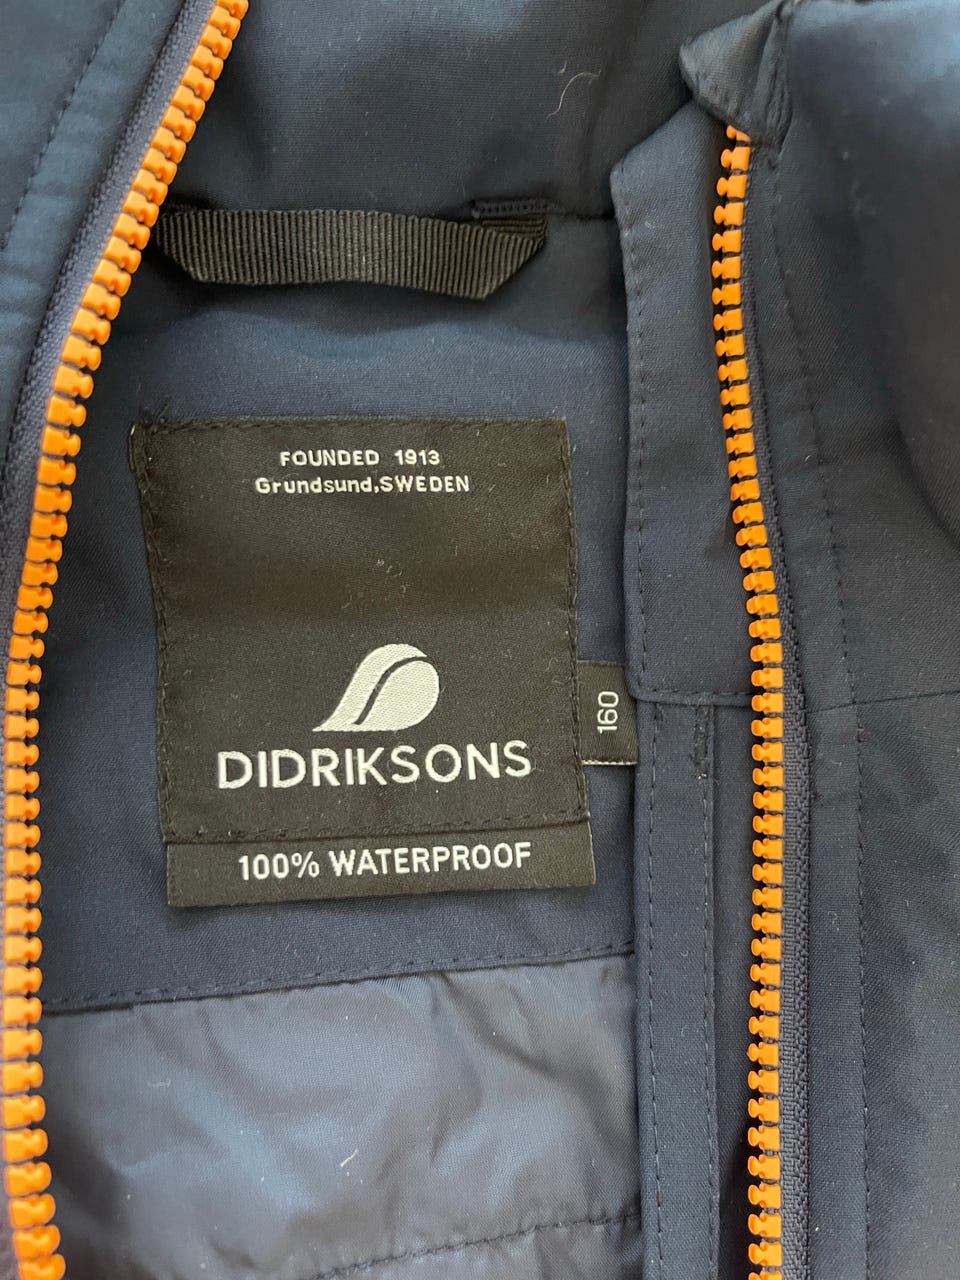 FOUNDED 1913
Grundsund,SWEDEN
DIDRIKSONS
160
100% WATERPROOF